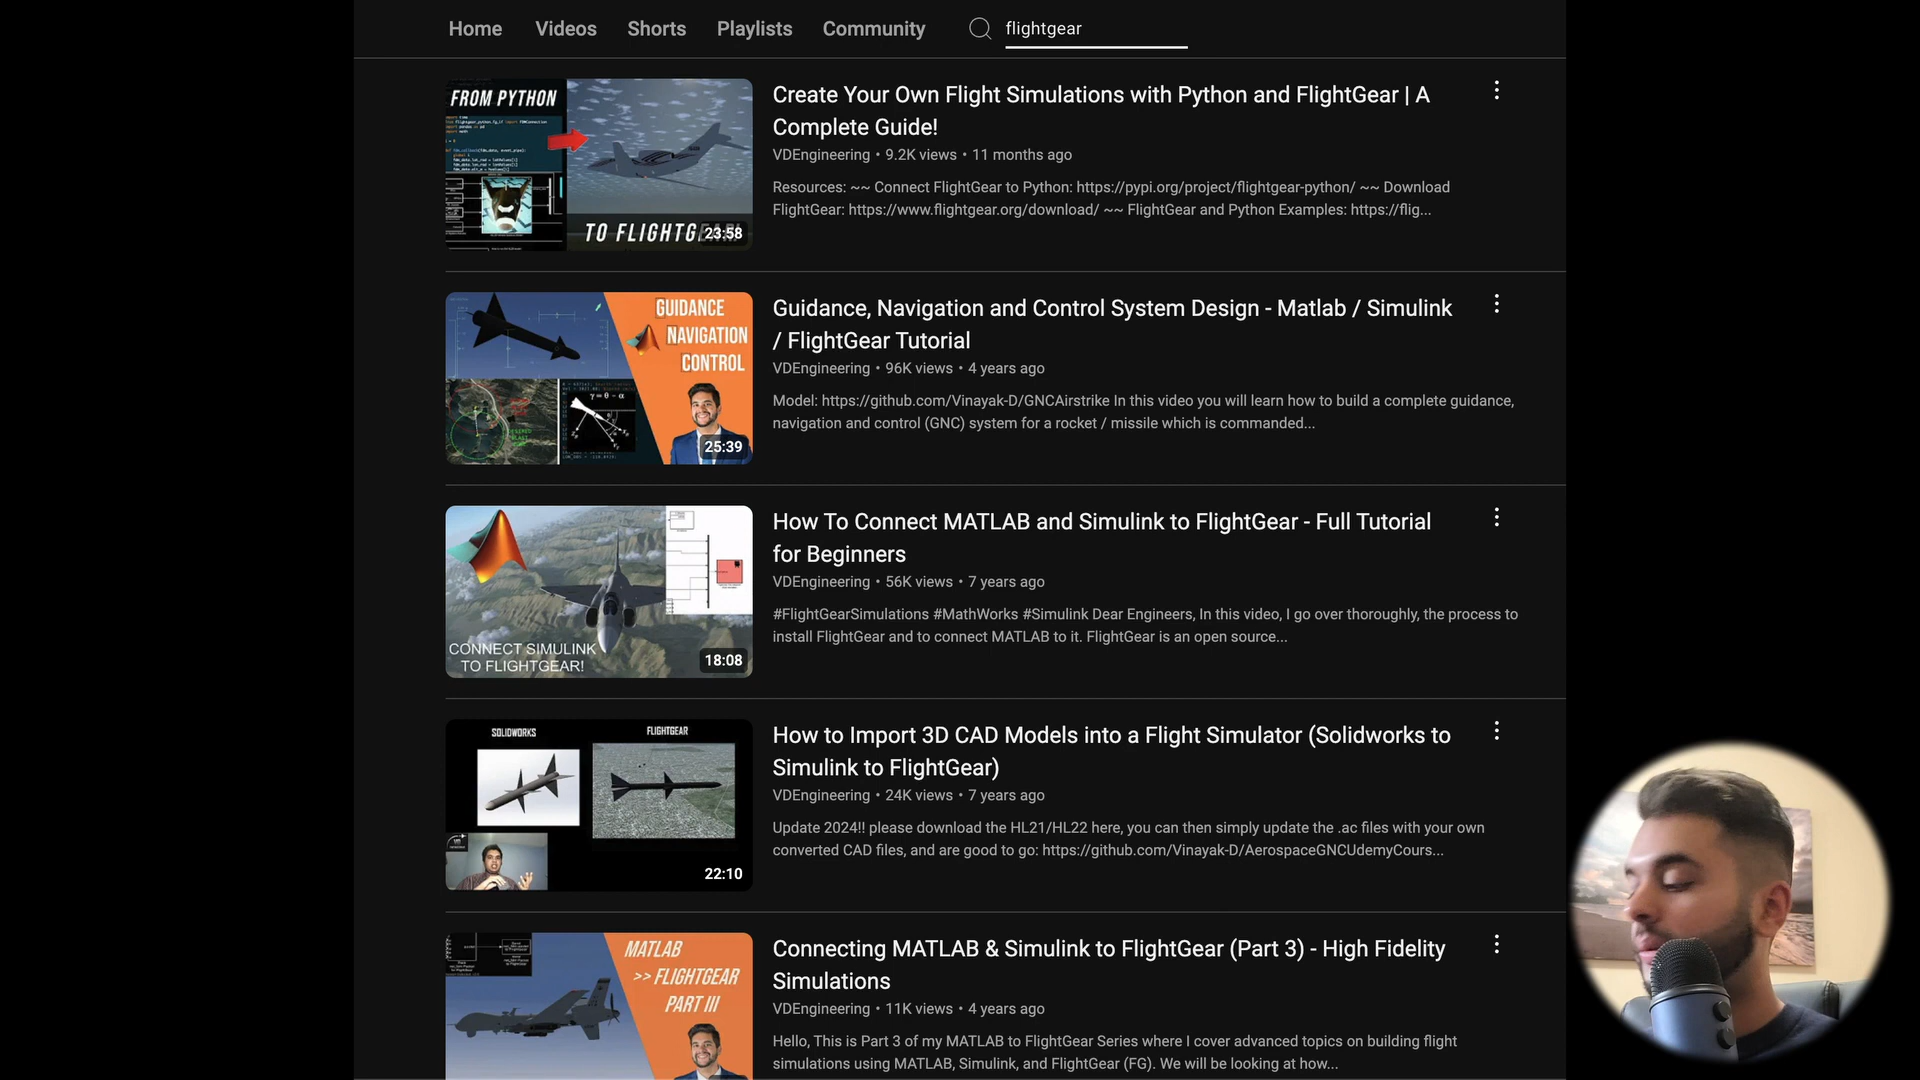 Home
Videos
Shorts
Playlists
Community
flightgear
FROM PYTHON
TO FLIGHTGEAR
23:58
Create Your Own Flight Simulations with Python and FlightGear | A
Complete Guide!
VDEngineering • 9.2K views • 11 months ago
Resources: ~~ Connect FlightGear to Python: https://pypi.org/project/flightgear-python/ ~~ Download
FlightGear: https://www.flightgear.org/download/ ~~ FlightGear and Python Examples: https://flig...
GUIDANCE
NAVIGATION
CONTROL
γ = θ - α
25:39
Guidance, Navigation and Control System Design - Matlab / Simulink
/ FlightGear Tutorial
VDEngineering • 96K views • 4 years ago
Model: https://github.com/Vinayak-D/GNCAirstrike In this video you will learn how to build a complete guidance,
navigation and control (GNC) system for a rocket / missile which is commanded...
CONNECT SIMULINK
TO FLIGHTGEAR!
18:08
How To Connect MATLAB and Simulink to FlightGear - Full Tutorial
for Beginners
VDEngineering • 56K views • 7 years ago
#FlightGearSimulations #MathWorks #Simulink Dear Engineers, In this video, I go over thoroughly, the process to
install FlightGear and to connect MATLAB to it. FlightGear is an open source...
SOLIDWORKS
FLIGHTGEAR
22:10
How to Import 3D CAD Models into a Flight Simulator (Solidworks to
Simulink to FlightGear)
VDEngineering • 24K views • 7 years ago
Update 2024!! please download the HL21/HL22 here, you can then simply update the .ac files with your own
converted CAD files, and are good to go: https://github.com/Vinayak-D/AerospaceGNCUdemyCours...
MATLAB
>> FLIGHTGEAR
PART III
Connecting MATLAB & Simulink to FlightGear (Part 3) - High Fidelity
Simulations
VDEngineering • 11K views • 4 years ago
Hello, This is Part 3 of my MATLAB to FlightGear Series where I cover advanced topics on building flight
simulations using MATLAB, Simulink, and FlightGear (FG). We will be looking at how...